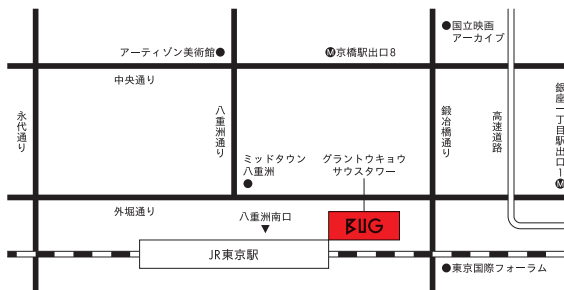 国立映画
アーカイブ
アーティゾン美術館
M京橋駅出口8
中央通り
永代通り
八重洲通り
鍛冶橋通り
高速道路
銀座一丁目駅出口1M
ミッドタウン
八重洲
グラントウキョウ
サウスタワー
外堀通り
八重洲南口
BUG
JR東京駅
東京国際フォーラム